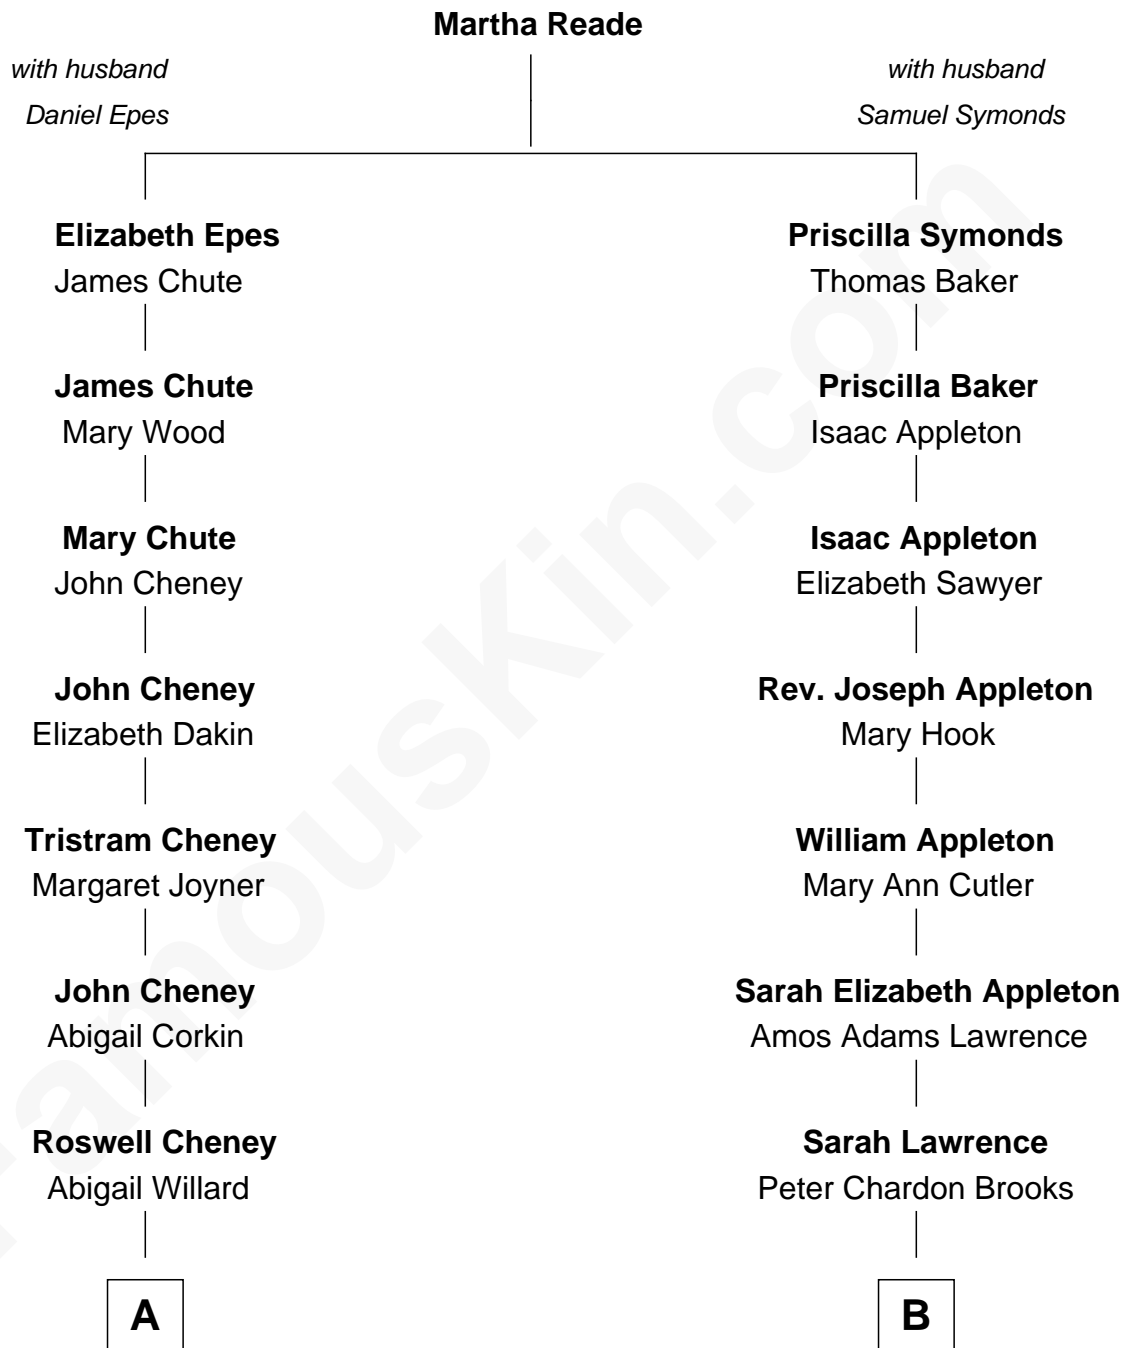 Martha Reade
with husband
Daniel Epes
with husband
Samuel Symonds
Elizabeth Epes
James Chute
Priscilla Symonds
Thomas Baker
James Chute
Mary Wood
Priscilla Baker
Isaac Appleton
Mary Chute
John Cheney
Isaac Appleton
Elizabeth Sawyer
John Cheney
Elizabeth Dakin
Rev. Joseph Appleton
Mary Hook
Tristram Cheney
Margaret Joyner
William Appleton
Mary Ann Cutler
John Cheney
Abigail Corkin
Sarah Elizabeth Appleton
Amos Adams Lawrence
Roswell Cheney
Abigail Willard
Sarah Lawrence
Peter Chardon Brooks
A
B
FamousKin.com